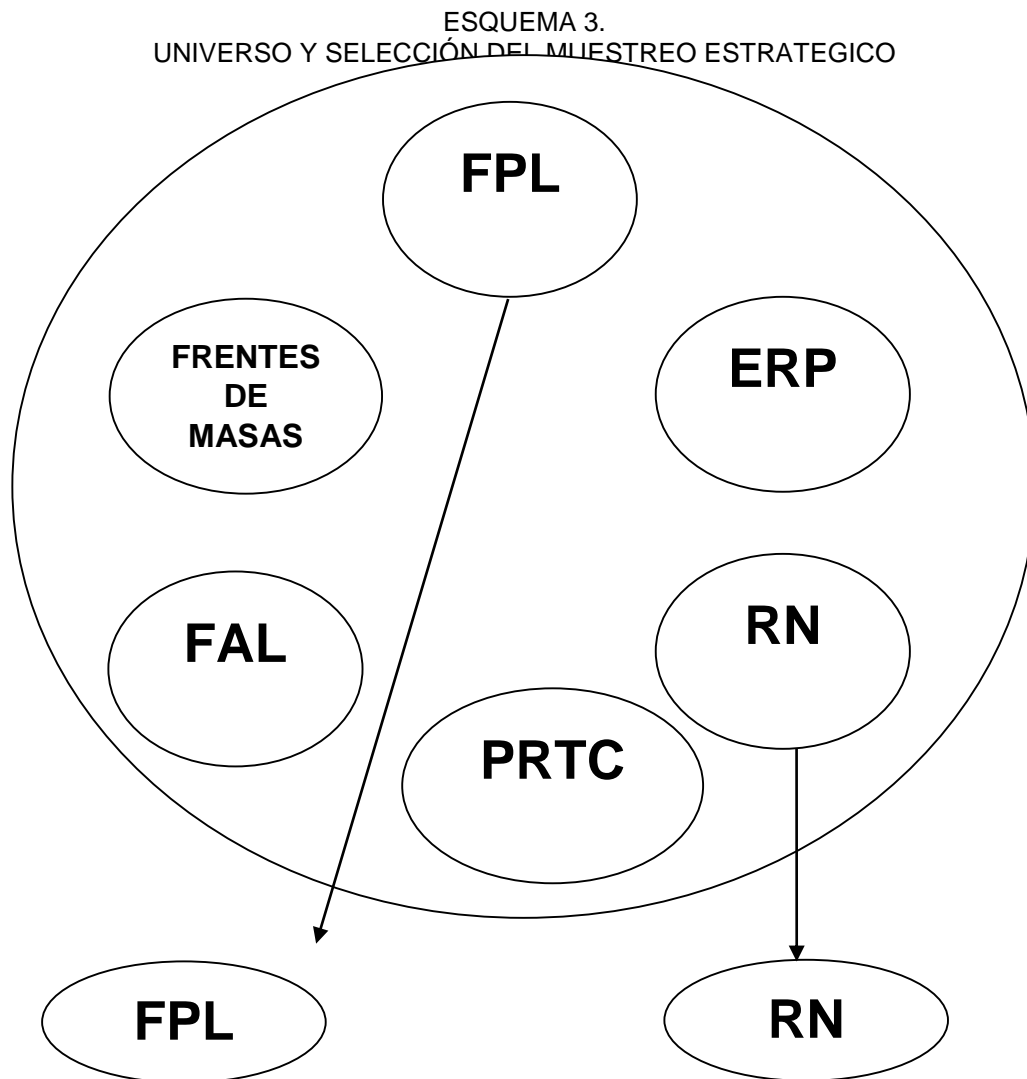 ESQUEMA 3.
UNIVERSO Y SELECCIÓN DEL MUESTREO ESTRATEGICO
FPL
FRENTES
DE
MASAS
ERP
FAL
RN
PRTC
FPL
RN